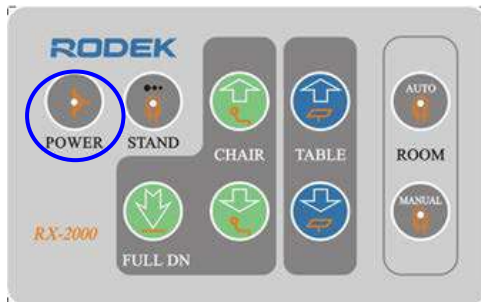 RODEK
POWER
STAND
CHAIR
TABLE
AUTO
ROOM
MANUAL
RX-2000
FULL DN